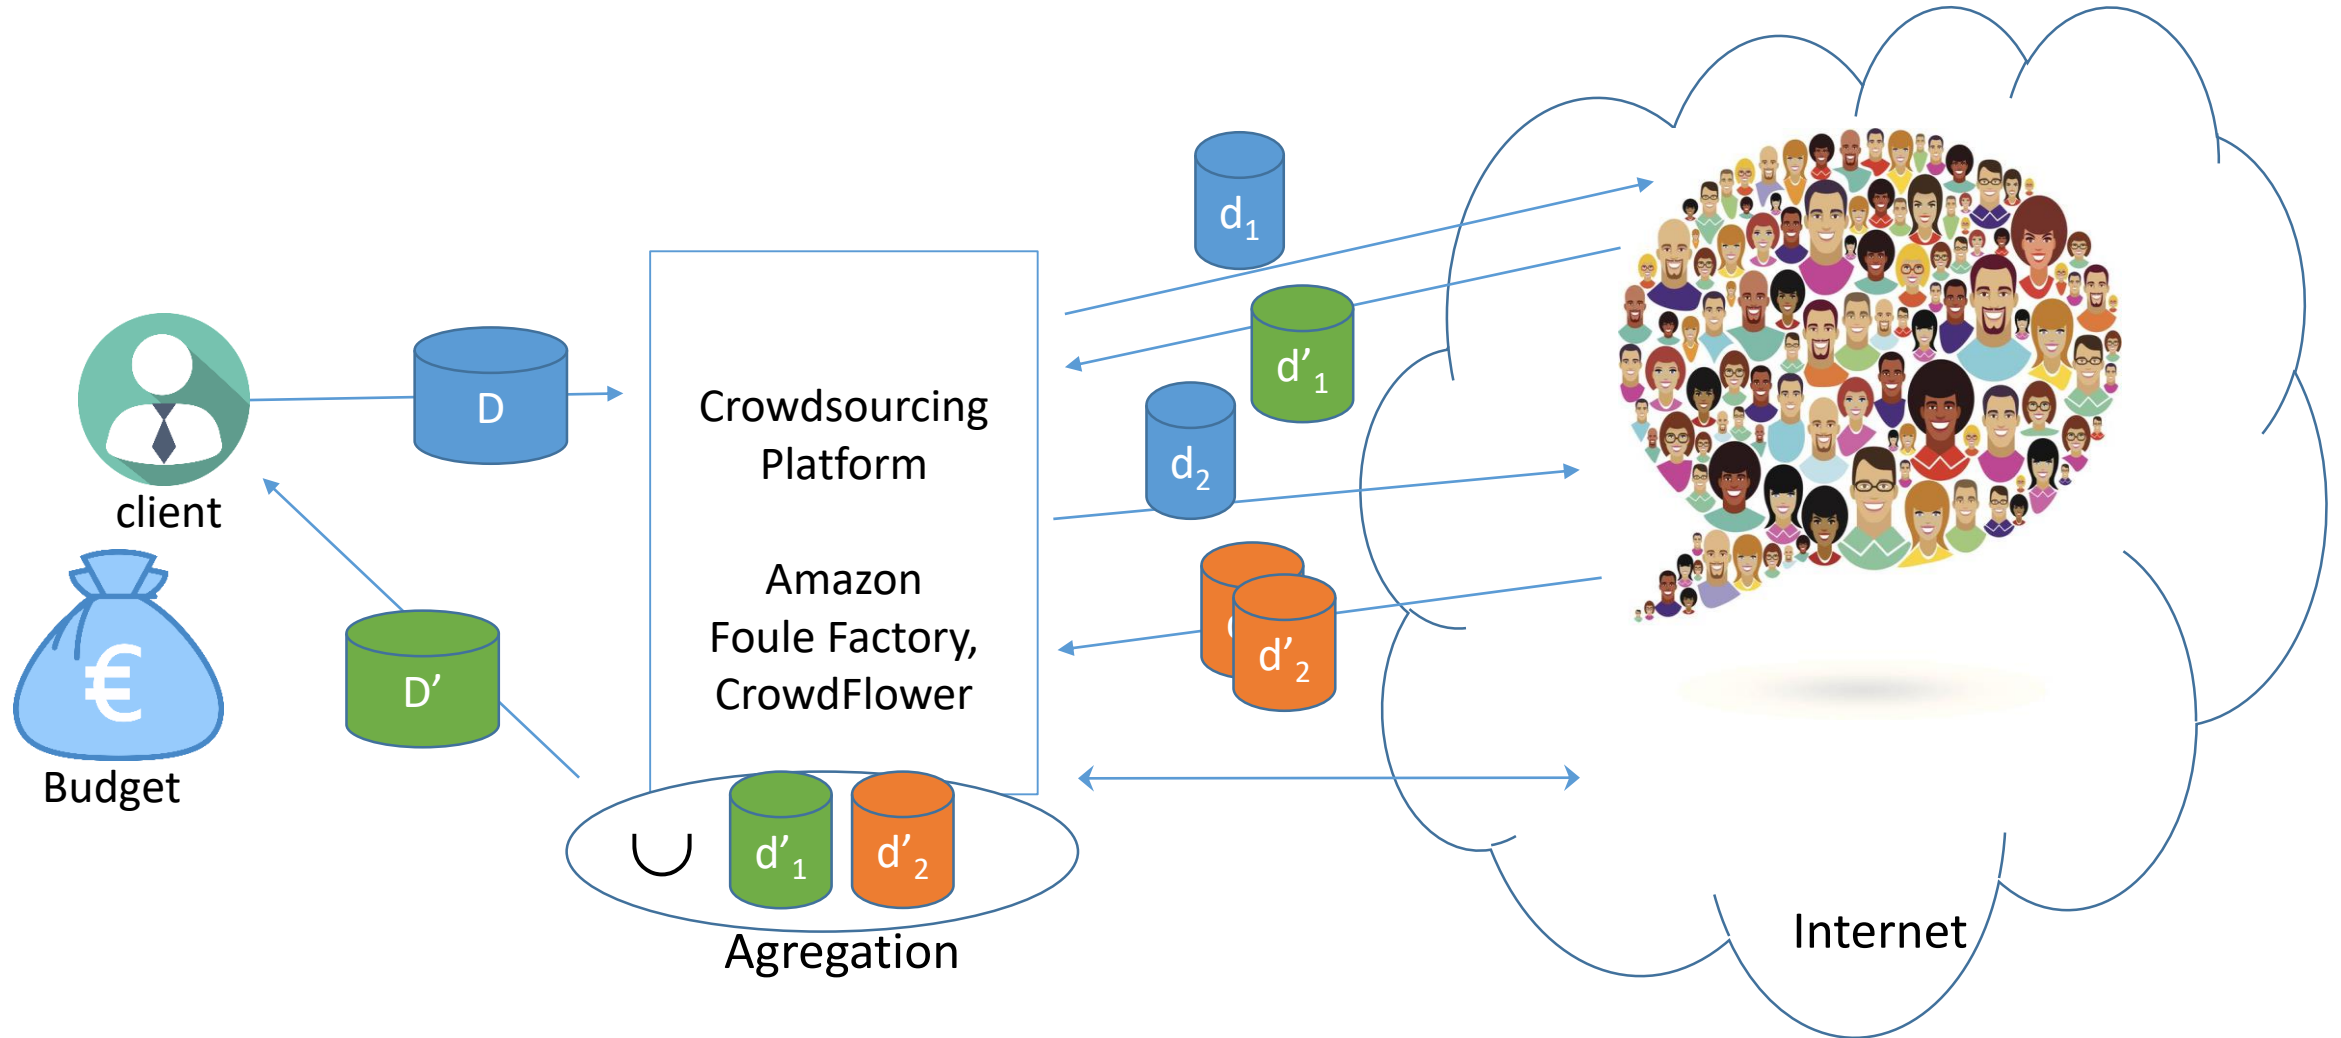 client
€
Budget
D
D’
Crowdsourcing
Platform
Amazon
Foule Factory,
CrowdFlower
∪
d’1
d’2
Agregation
d1
d’1
d2
d’2
Internet